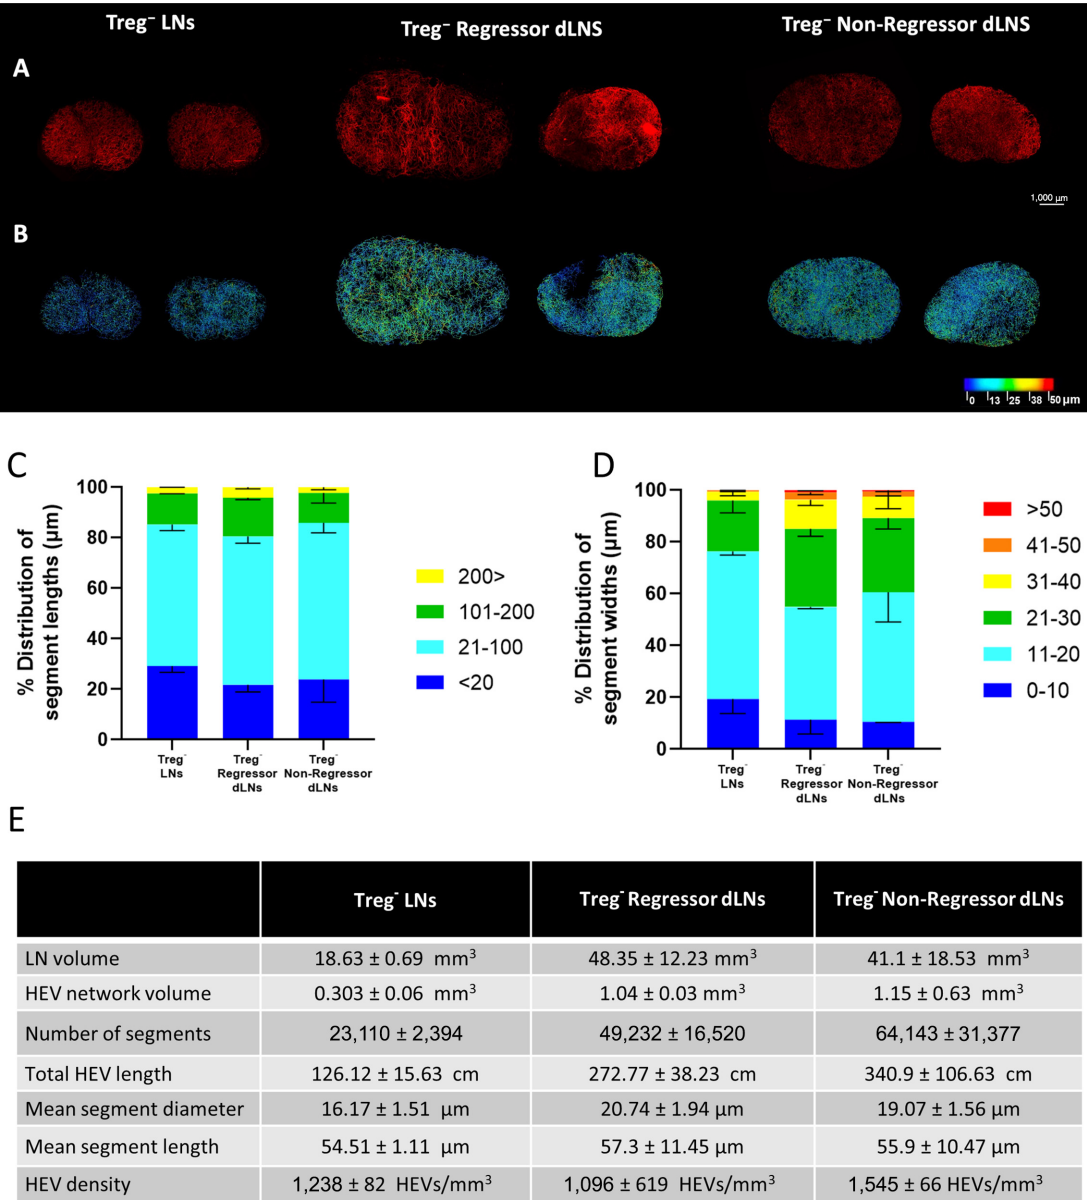 Treg⁻ LNs
Treg⁻ Regressor dLNS
Treg⁻ Non-Regressor dLNS
A
1,000 µm
B
0 13 25 38 50 µm
C
% Distribution of
segment lengths (µm)
100
80
60
40
20
0
Treg⁻
LNs
Treg⁻
Regressor
dLNs
Treg⁻
Non-Regressor
dLNs
200>
101-200
21-100
<20
D
% Distribution of
segment widths (µm)
100
80
60
40
20
0
Treg⁻
LNs
Treg⁻
Regressor
dLNs
Treg⁻
Non-Regressor
dLNs
>50
41-50
31-40
21-30
11-20
0-10
E
Treg⁻ LNs Treg⁻ Regressor dLNs Treg⁻ Non-Regressor dLNs
LN volume 18.63 ± 0.69 mm³ 48.35 ± 12.23 mm³ 41.1 ± 18.53 mm³
HEV network volume 0.303 ± 0.06 mm³ 1.04 ± 0.03 mm³ 1.15 ± 0.63 mm³
Number of segments 23,110 ± 2,394 49,232 ± 16,520 64,143 ± 31,377
Total HEV length 126.12 ± 15.63 cm 272.77 ± 38.23 cm 340.9 ± 106.63 cm
Mean segment diameter 16.17 ± 1.51 µm 20.74 ± 1.94 µm 19.07 ± 1.56 µm
Mean segment length 54.51 ± 1.11 µm 57.3 ± 11.45 µm 55.9 ± 10.47 µm
HEV density 1,238 ± 82 HEVs/mm³ 1,096 ± 619 HEVs/mm³ 1,545 ± 66 HEVs/mm³